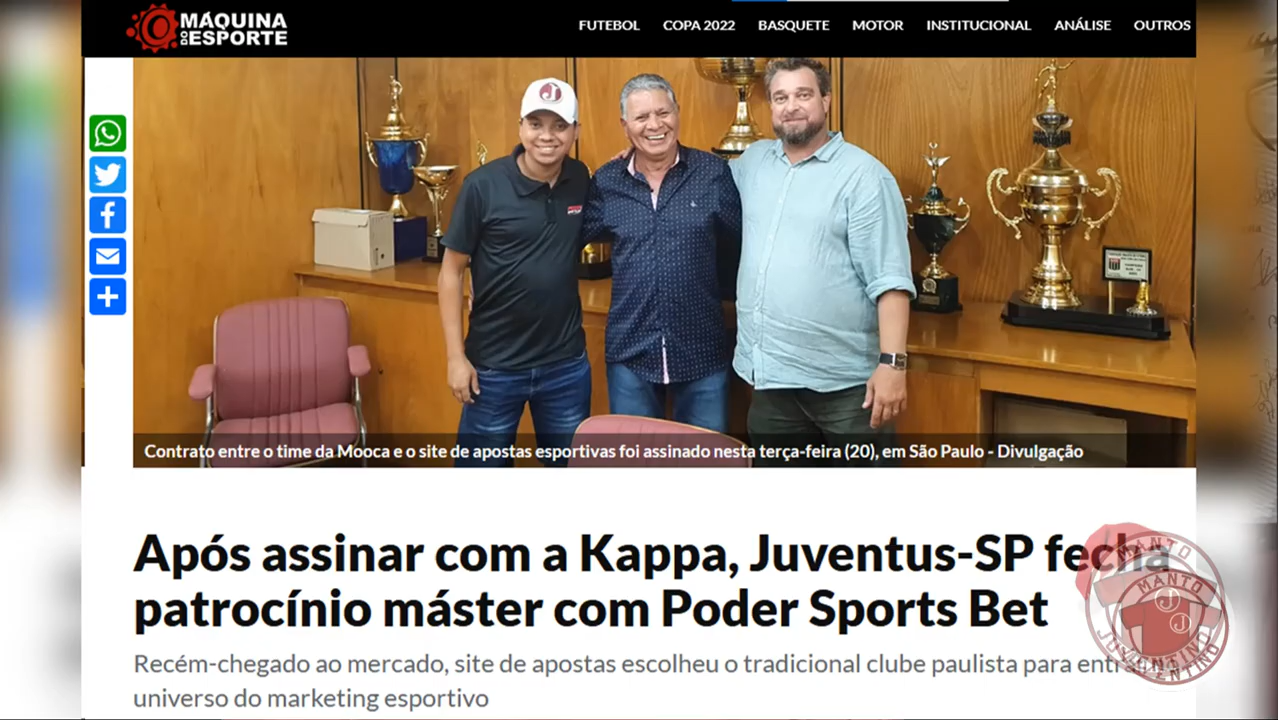 MÁQUINA
DO ESPORTE
FUTEBOL COPA 2022 BASQUETE MOTOR INSTITUCIONAL ANÁLISE OUTROS
J
Contrato entre o time da Mooca e o site de apostas esportivas foi assinado nesta terça-feira (20), em São Paulo - Divulgação
Após assinar com a Kappa, Juventus-SP fecha
patrocínio máster com Poder Sports Bet
Recém-chegado ao mercado, site de apostas escolheu o tradicional clube paulista para entrar no
universo do marketing esportivo
MANTO
JUVENTINO